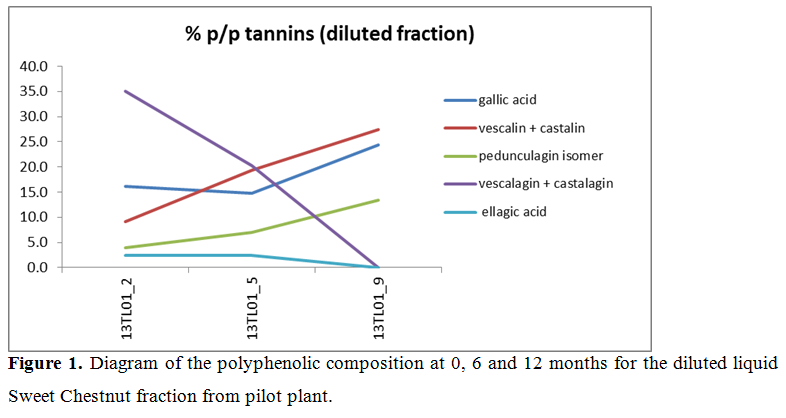 % p/p tannins (diluted fraction)
40.0
35.0
30.0
25.0
20.0
15.0
10.0
5.0
0.0
13TL01_2
13TL01_5
13TL01_9
gallic acid
vescalin + castalin
pedunculagin isomer
vescalagin + castalagin
ellagic acid
Figure 1. Diagram of the polyphenolic composition at 0, 6 and 12 months for the diluted liquid
Sweet Chestnut fraction from pilot plant.